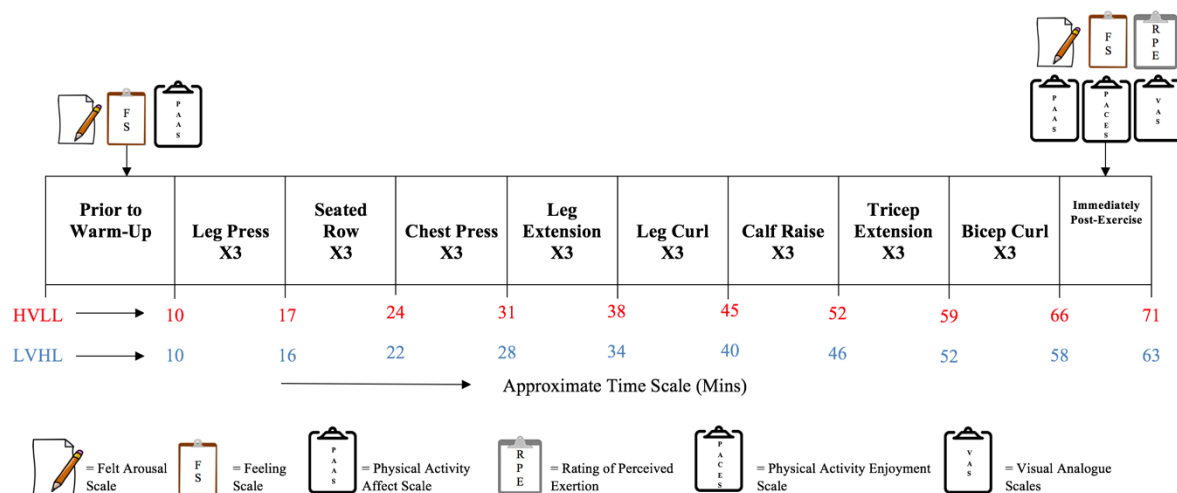 F
S
P
A
A
S
F
S
R
P
E
P
A
A
S
P
A
C
E
S
V
A
S
Prior to
Warm-Up
Leg Press
X3
Seated
Row
X3
Chest Press
X3
Leg
Extension
X3
Leg Curl
X3
Calf Raise
X3
Tricep
Extension
X3
Bicep Curl
X3
Immediately
Post-Exercise
HVLL 10 17 24 31 38 45 52 59 66 71
LVHL 10 16 22 28 34 40 46 52 58 63
Approximate Time Scale (Mins)
= Felt Arousal
Scale
F
S
= Feeling
Scale
P
A
A
S
= Physical Activity
Affect Scale
R
P
E
= Rating of Perceived
Exertion
P
A
C
E
S
= Physical Activity Enjoyment
Scale
V
A
S
= Visual Analogue
Scales